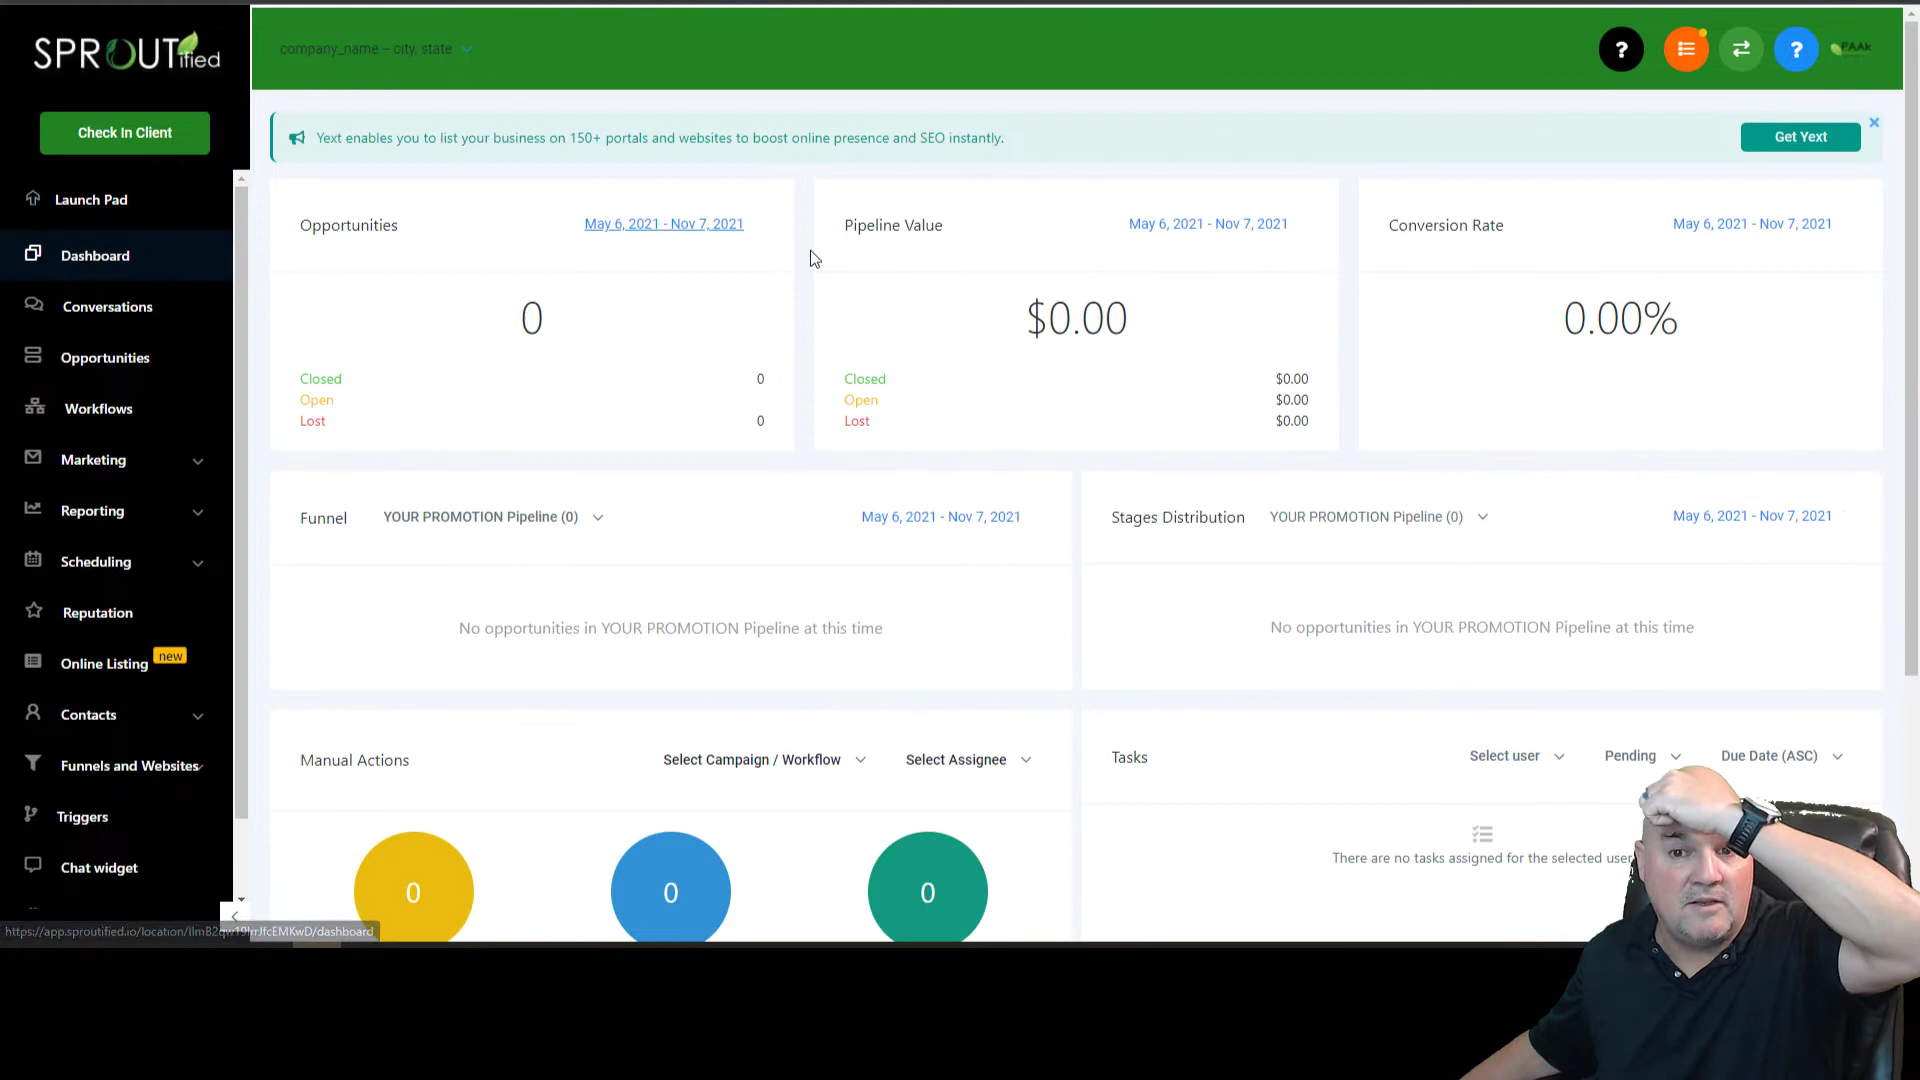 SPROUTified
company_name – city, state
?
?
PAAk
Check In Client
Yext enables you to list your business on 150+ portals and websites to boost online presence and SEO instantly.
Get Yext
Launch Pad
Dashboard
Conversations
Opportunities
Workflows
Marketing
Reporting
Scheduling
Reputation
Online Listing new
Contacts
Funnels and Websites
Triggers
Chat widget
Opportunities May 6, 2021 - Nov 7, 2021
0
Closed 0
Open
Lost 0
Pipeline Value May 6, 2021 - Nov 7, 2021
$0.00
Closed $0.00
Open $0.00
Lost $0.00
Conversion Rate May 6, 2021 - Nov 7, 2021
0.00%
Funnel YOUR PROMOTION Pipeline (0) May 6, 2021 - Nov 7, 2021
No opportunities in YOUR PROMOTION Pipeline at this time
Stages Distribution YOUR PROMOTION Pipeline (0) May 6, 2021 - Nov 7, 2021
No opportunities in YOUR PROMOTION Pipeline at this time
Manual Actions Select Campaign / Workflow Select Assignee
0 0 0
Tasks Select user Pending Due Date (ASC)
There are no tasks assigned for the selected user